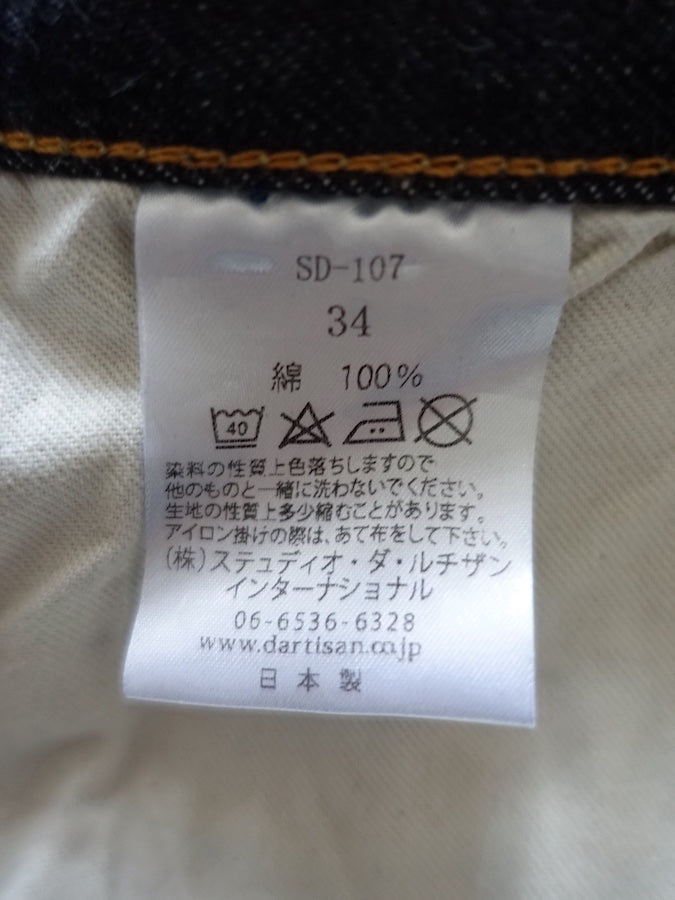 SD-107
34
綿 100%
40
染料の性質上色落ちしますので
他のものと一緒に洗わないでください。
生地の性質上多少縮むことがあります。
アイロン掛けの際は、あて布をして下さい。
(株)ステュディオ・ダ・ルチザン
インターナショナル
06-6536-6328
www.dartisan.co.jp
日本製